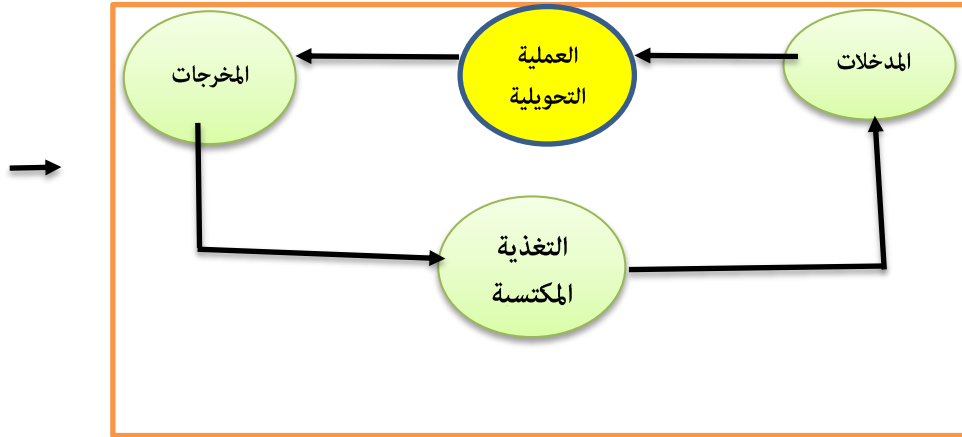 المدخلات
العملية
التحويلية
المخرجات
التغذية
المكتسبة